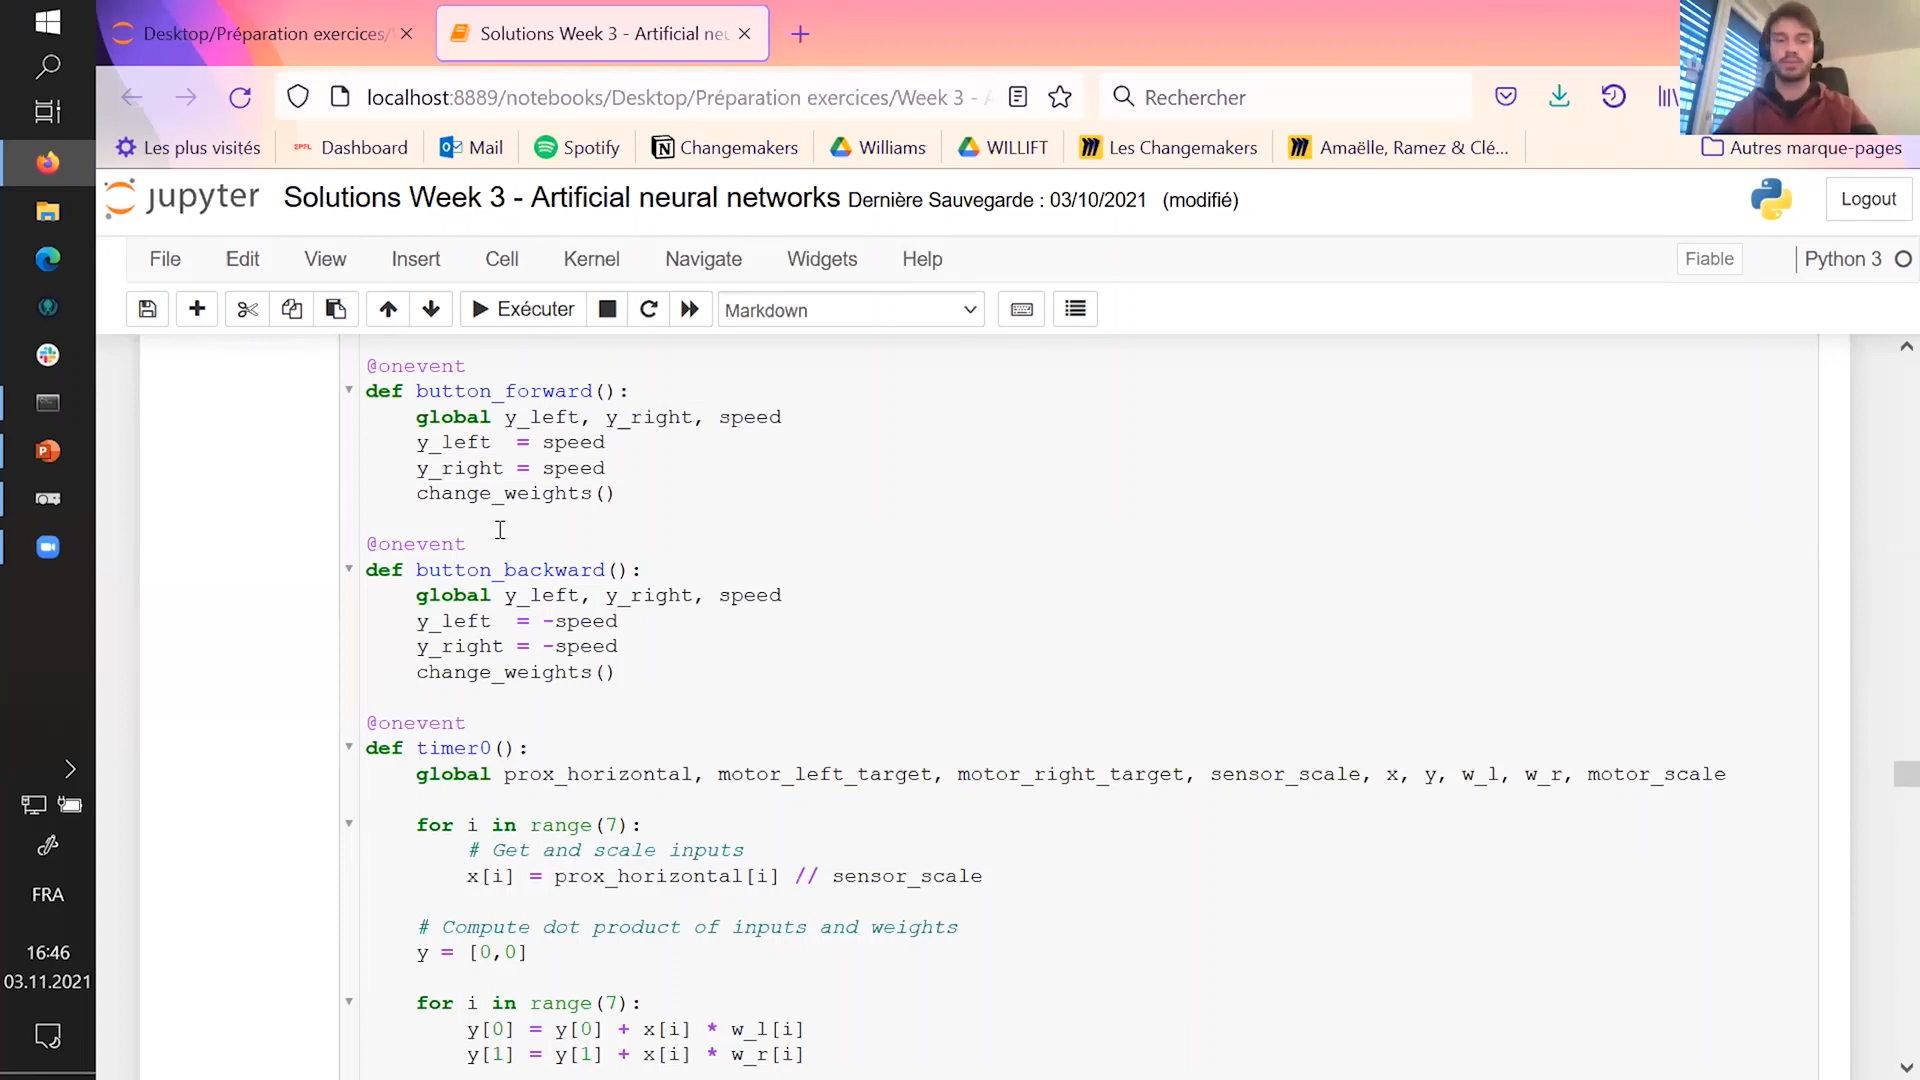 Desktop/Préparation exercices/
Solutions Week 3 - Artificial neu
localhost:8889/notebooks/Desktop/Préparation exercices/Week 3 -
Rechercher
Les plus visités
EPFL Dashboard
Mail
Spotify
Changemakers
Williams
WILLIFT
Les Changemakers
Amaëlle, Ramez & Clé...
Autres marque-pages
jupyter Solutions Week 3 - Artificial neural networks Dernière Sauvegarde : 03/10/2021 (modifié)
Logout
File Edit View Insert Cell Kernel Navigate Widgets Help
Fiable
Python 3
Exécuter
Markdown
@onevent
def button_forward():
global y_left, y_right, speed
y_left  = speed
y_right = speed
change_weights()
@onevent
def button_backward():
global y_left, y_right, speed
y_left  = -speed
y_right = -speed
change_weights()
@onevent
def timer0():
global prox_horizontal, motor_left_target, motor_right_target, sensor_scale, x, y, w_l, w_r, motor_scale
for i in range(7):
# Get and scale inputs
x[i] = prox_horizontal[i] // sensor_scale
# Compute dot product of inputs and weights
y = [0,0]
for i in range(7):
y[0] = y[0] + x[i] * w_l[i]
y[1] = y[1] + x[i] * w_r[i]
FRA
16:46
03.11.2021